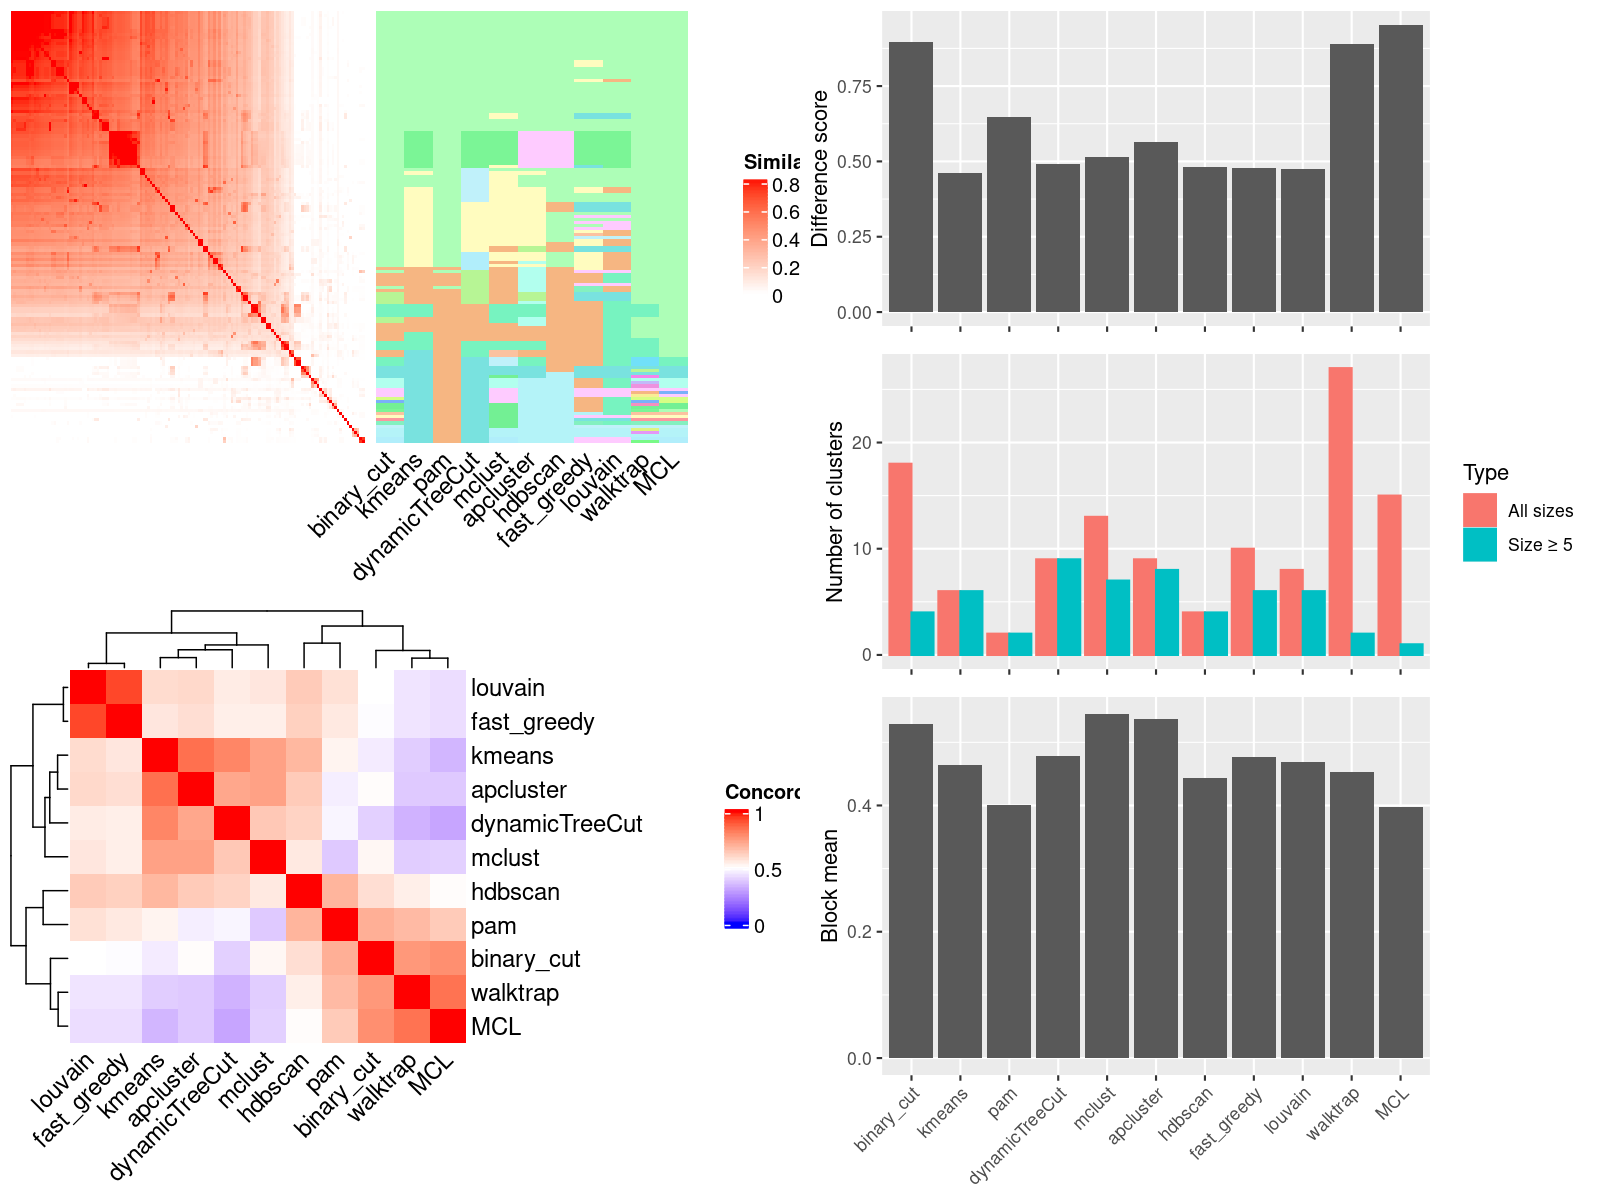 Simila
0.8
0.6
0.4
0.2
0
binary_cut
kmeans
pam
dynamicTreeCut
mclust
apcluster
hdbscan
fast_greedy
louvain
walktrap
MCL
louvain
fast_greedy
kmeans
apcluster
dynamicTreeCut
mclust
hdbscan
pam
binary_cut
walktrap
MCL
Concord
1
0.5
0
louvain
fast_greedy
kmeans
apcluster
dynamicTreeCut
mclust
hdbscan
pam
binary_cut
walktrap
MCL
Difference score
0.75
0.50
0.25
0.00
Number of clusters
20
10
0
Type
All sizes
Size ≥ 5
Block mean
0.4
0.2
0.0
binary_cut
kmeans
pam
dynamicTreeCut
mclust
apcluster
hdbscan
fast_greedy
louvain
walktrap
MCL